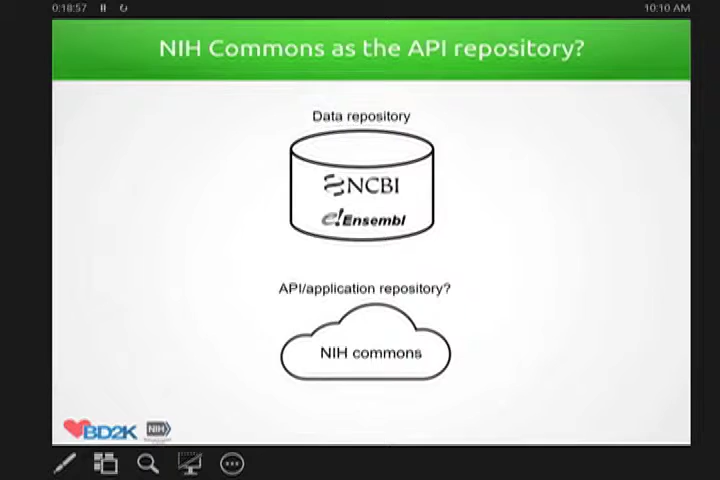 0:18:57
10:10 AM
NIH Commons as the API repository?
Data repository
NCBI
e!Ensembl
API/application repository?
NIH commons
BD2K
NIH